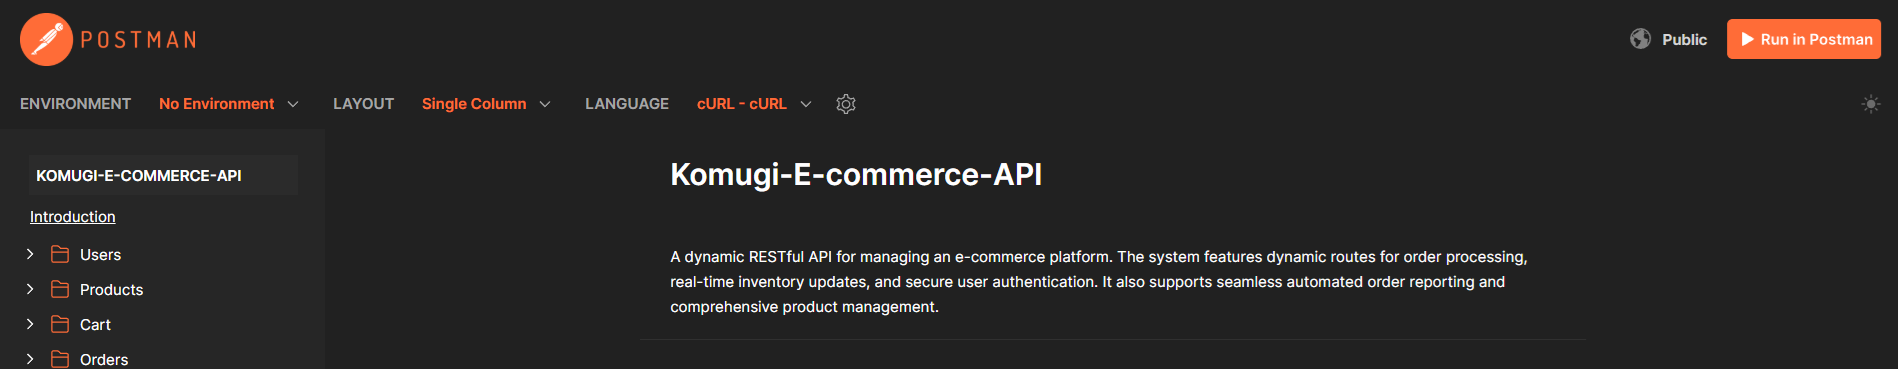 POSTMAN
Public
Run in Postman
ENVIRONMENT No Environment LAYOUT Single Column LANGUAGE cURL - cURL
KOMUGI-E-COMMERCE-API
Introduction
Users
Products
Cart
Orders
Komugi-E-commerce-API
A dynamic RESTful API for managing an e-commerce platform. The system features dynamic routes for order processing,
real-time inventory updates, and secure user authentication. It also supports seamless automated order reporting and
comprehensive product management.